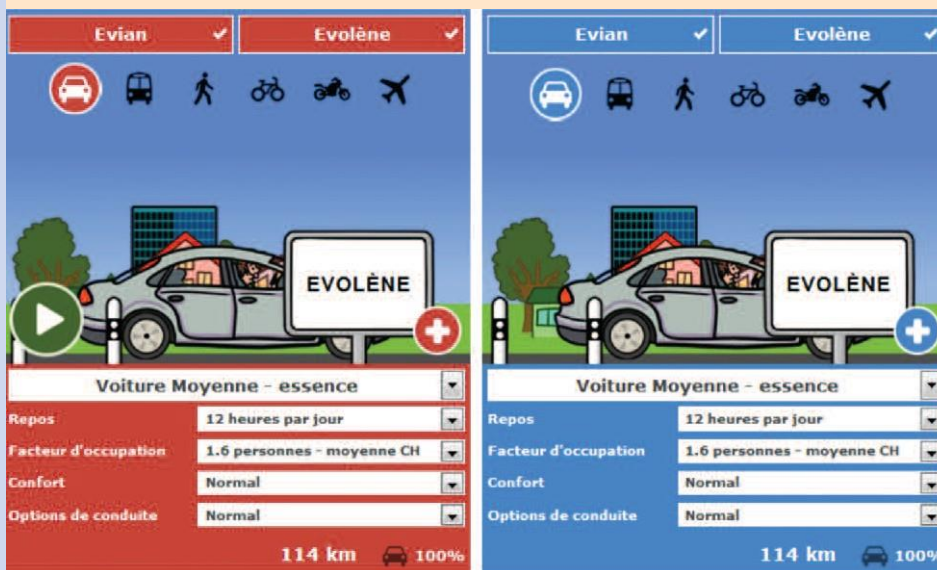 Evian Evolène
EVOLÈNE
Voiture Moyenne - essence
Repos 12 heures par jour
Facteur d'occupation 1.6 personnes - moyenne CH
Confort Normal
Options de conduite Normal
114 km 100%
Evian Evolène
EVOLÈNE
Voiture Moyenne - essence
Repos 12 heures par jour
Facteur d'occupation 1.6 personnes - moyenne CH
Confort Normal
Options de conduite Normal
114 km 100%